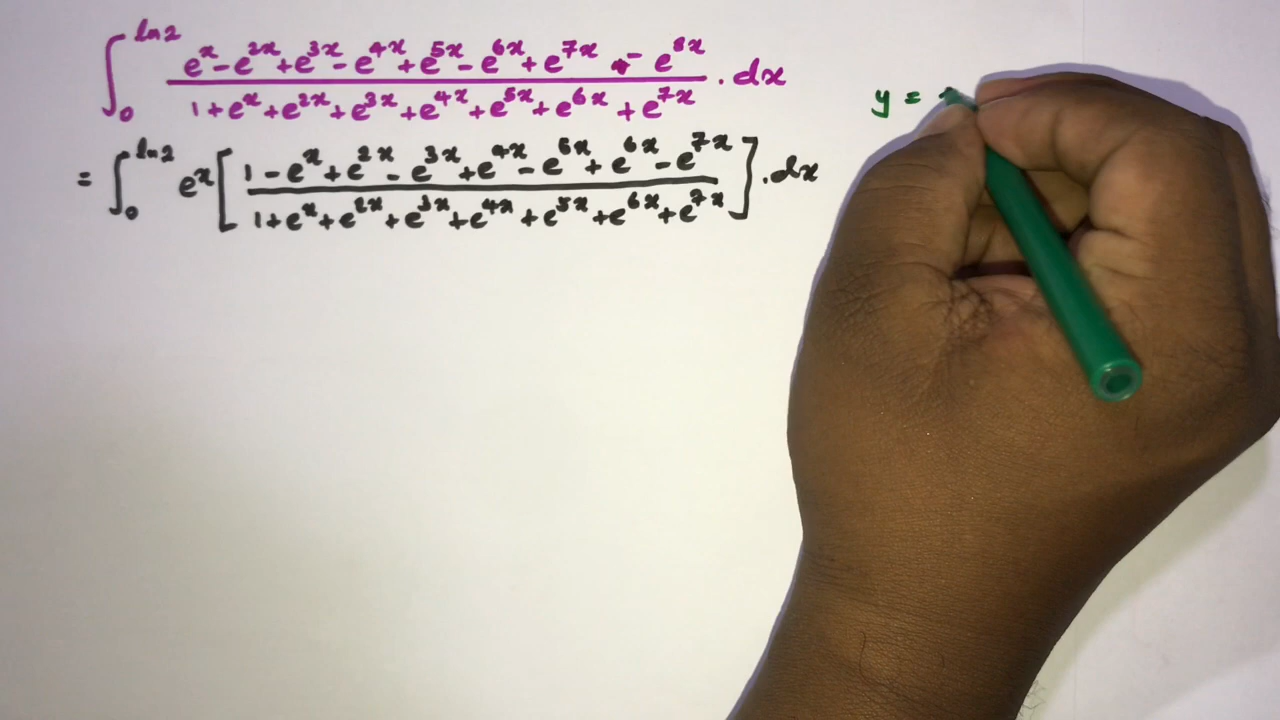 ∫₀^{ln2} (e^x - e^{2x} + e^{3x} - e^{4x} + e^{5x} - e^{6x} + e^{7x} - e^{8x}) / (1 + e^x + e^{2x} + e^{3x} + e^{4x} + e^{5x} + e^{6x} + e^{7x}) . dx
y =
= ∫₀^{ln2} e^x [ (1 - e^x + e^{2x} - e^{3x} + e^{4x} - e^{5x} + e^{6x} - e^{7x}) / (1 + e^x + e^{2x} + e^{3x} + e^{4x} + e^{5x} + e^{6x} + e^{7x}) ] . dx